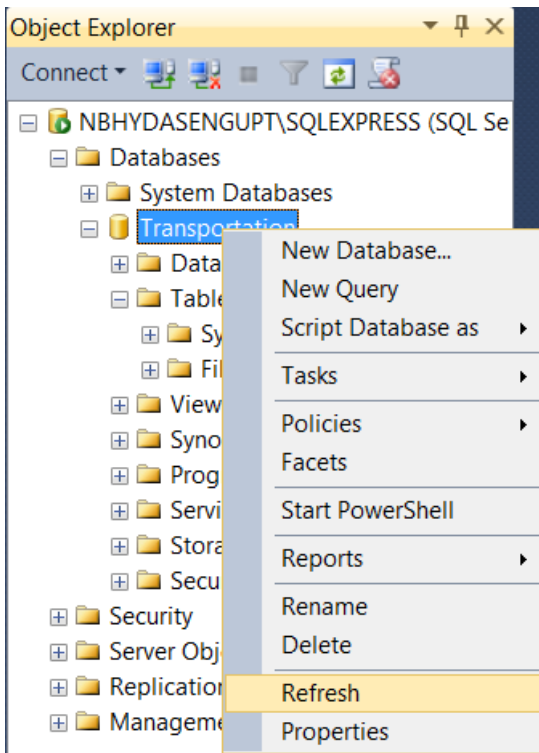 Object Explorer
Connect
NBHYDASENGUPT\SQLEXPRESS (SQL Se
Databases
System Databases
Transportation
Data
Table
Sy
Fil
View
Syno
Prog
Servi
Stora
Secu
Security
Server Obj
Replication
Manageme
New Database...
New Query
Script Database as
Tasks
Policies
Facets
Start PowerShell
Reports
Rename
Delete
Refresh
Properties